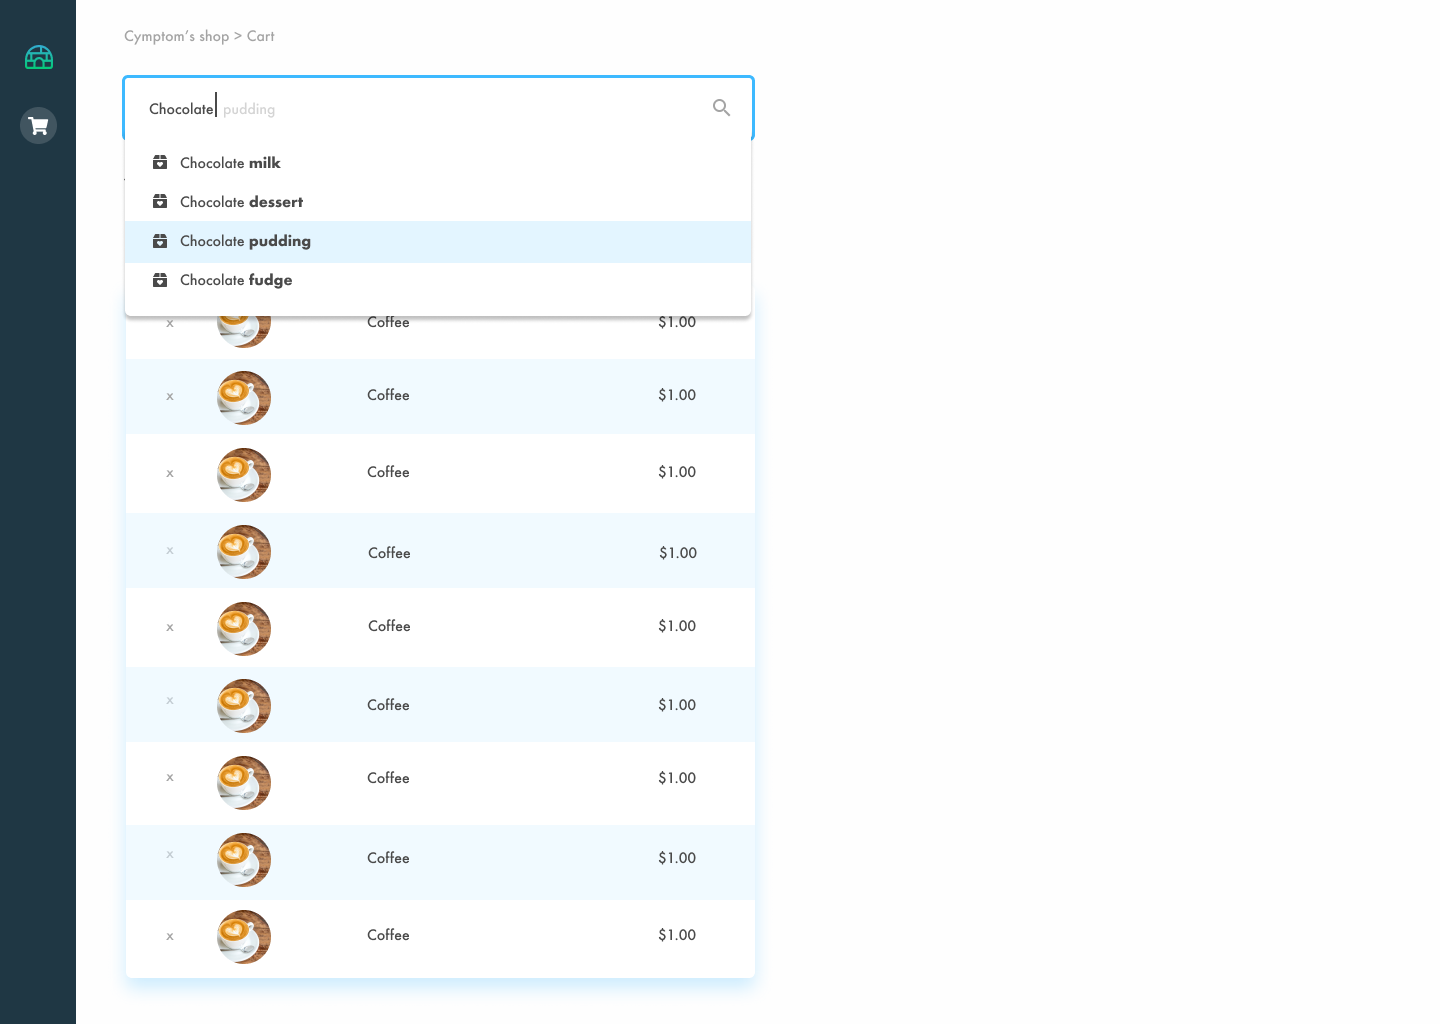 Cymptom's shop > Cart
Chocolate pudding
Chocolate milk
Chocolate dessert
Chocolate pudding
Chocolate fudge
x Coffee $1.00
x Coffee $1.00
x Coffee $1.00
x Coffee $1.00
x Coffee $1.00
x Coffee $1.00
x Coffee $1.00
x Coffee $1.00
x Coffee $1.00